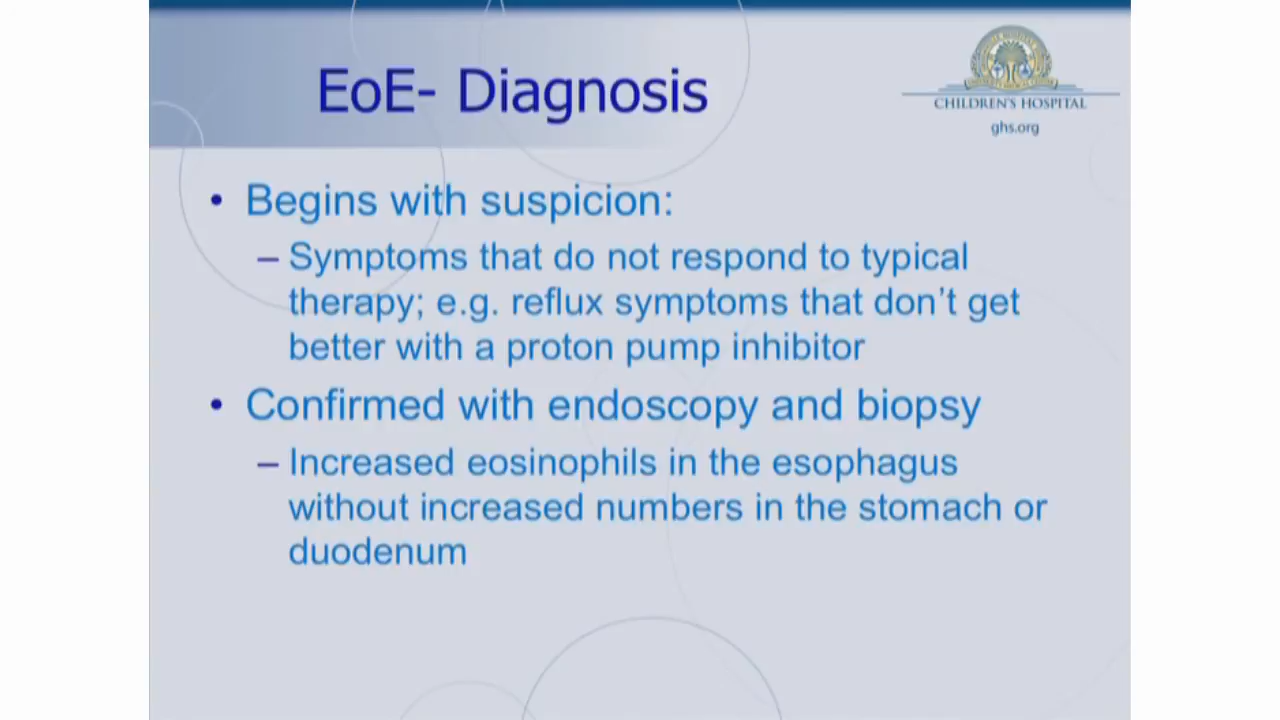 EoE- Diagnosis
CHILDREN'S HOSPITAL
ghs.org
• Begins with suspicion:
– Symptoms that do not respond to typical
therapy; e.g. reflux symptoms that don't get
better with a proton pump inhibitor
• Confirmed with endoscopy and biopsy
– Increased eosinophils in the esophagus
without increased numbers in the stomach or
duodenum